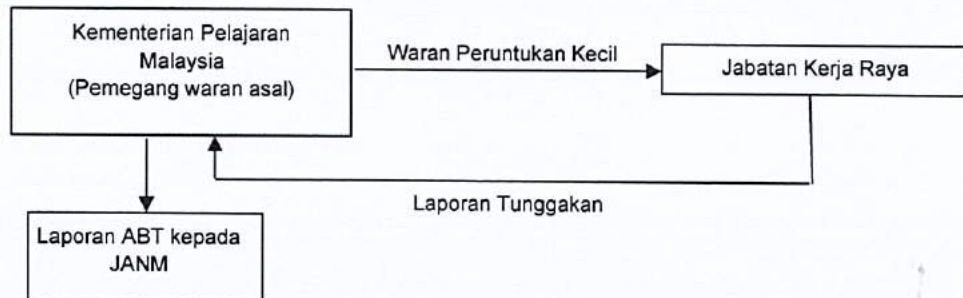 Kementerian Pelajaran
Malaysia
(Pemegang waran asal)
Waran Peruntukan Kecil
Jabatan Kerja Raya
Laporan Tunggakan
Laporan ABT kepada
JANM